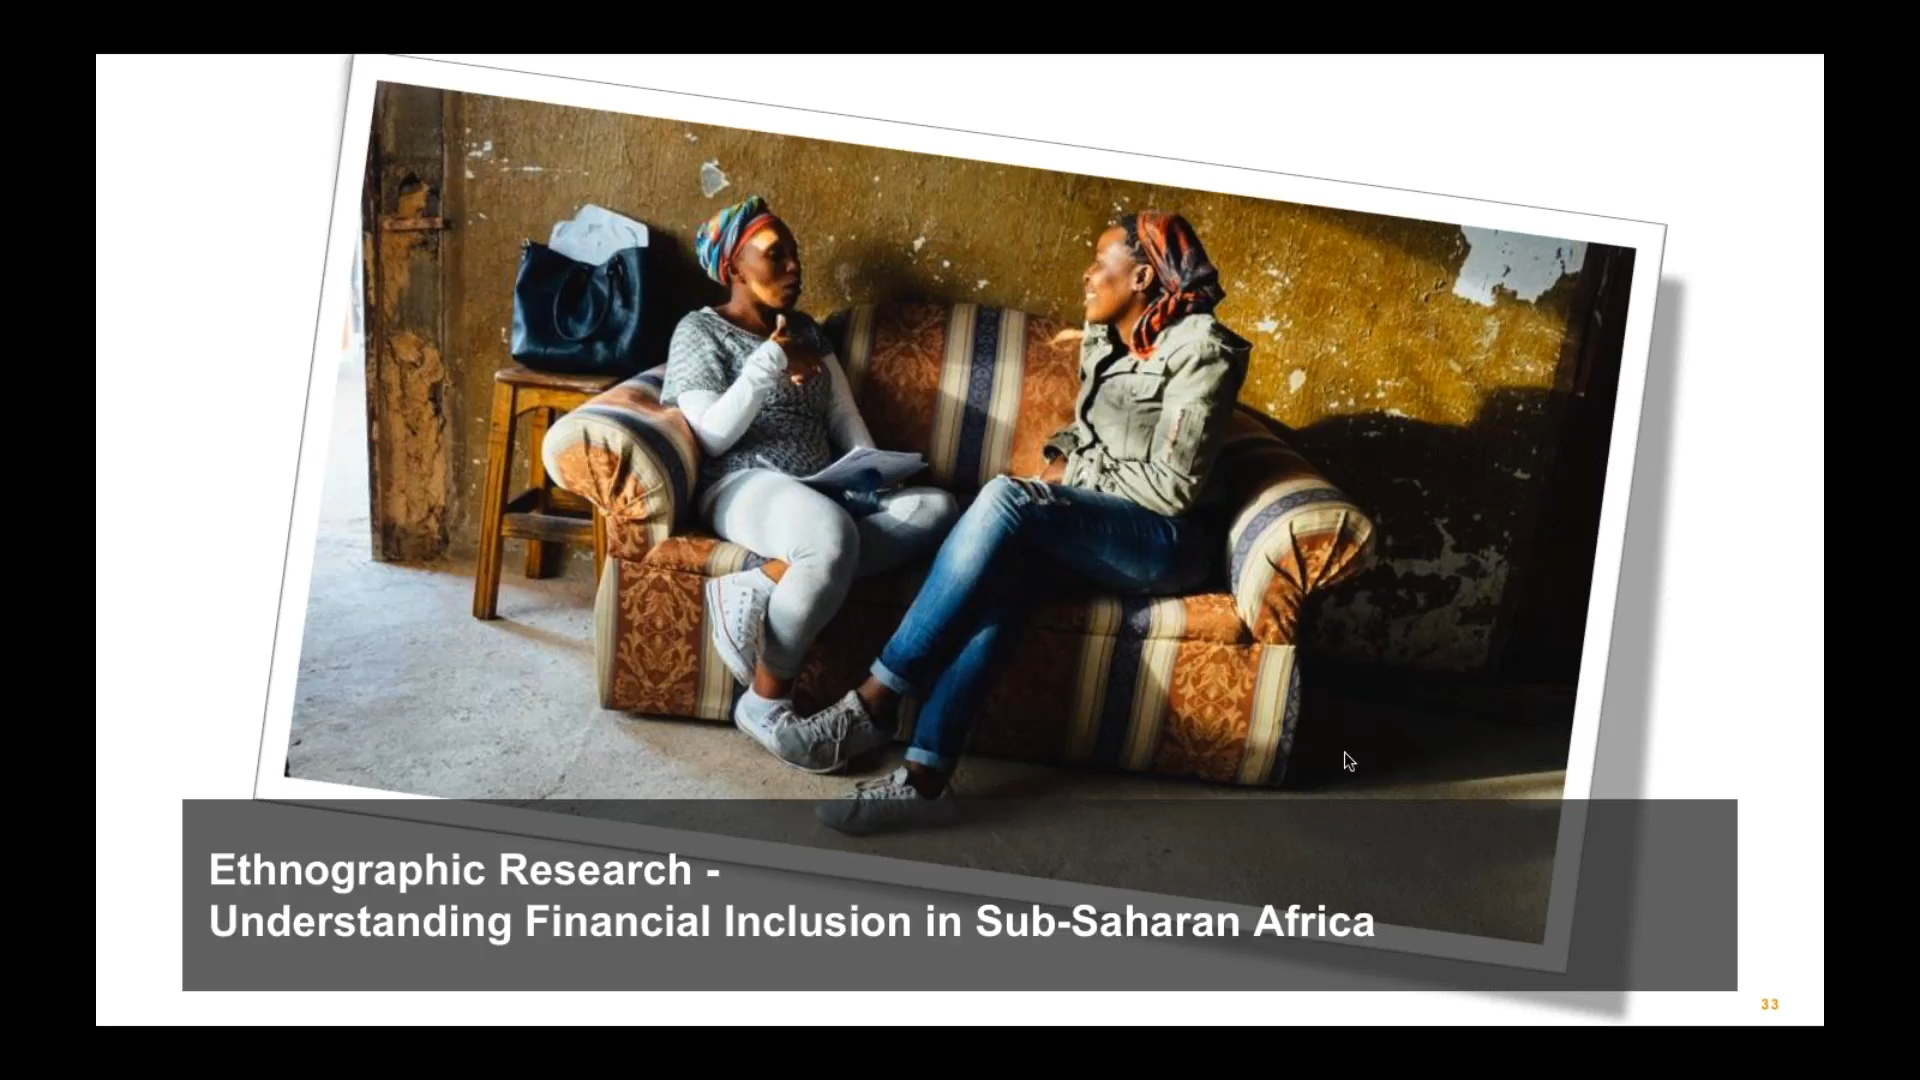 Ethnographic Research -
Understanding Financial Inclusion in Sub-Saharan Africa
33